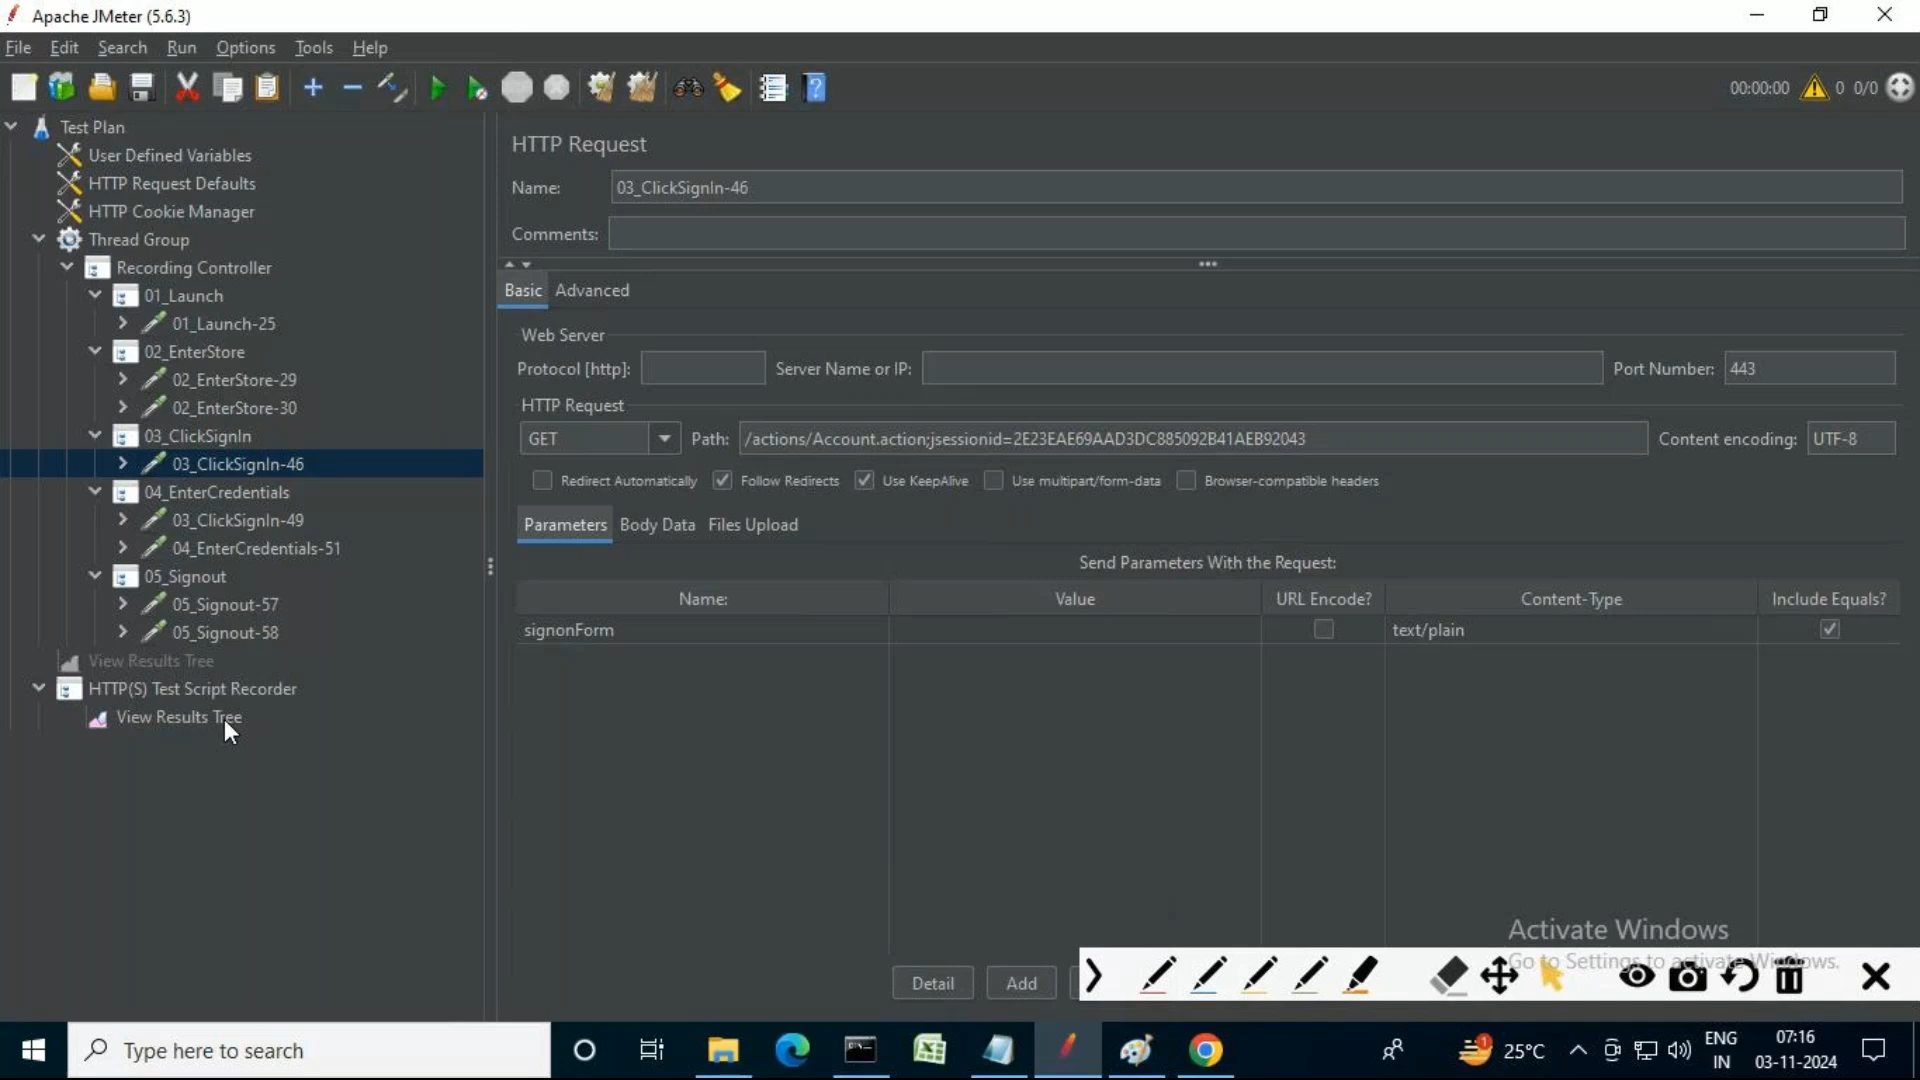 Apache JMeter (5.6.3)
File Edit Search Run Options Tools Help
00:00:00 0 0/0
Test Plan
User Defined Variables
HTTP Request Defaults
HTTP Cookie Manager
Thread Group
Recording Controller
01_Launch
01_Launch-25
02_EnterStore
02_EnterStore-29
02_EnterStore-30
03_ClickSignIn
03_ClickSignIn-46
04_EnterCredentials
03_ClickSignIn-49
04_EnterCredentials-51
05_Signout
05_Signout-57
05_Signout-58
View Results Tree
HTTP(S) Test Script Recorder
View Results Tree
HTTP Request
Name: 03_ClickSignIn-46
Comments:
Basic Advanced
Web Server
Protocol [http]: Server Name or IP: Port Number: 443
HTTP Request
GET Path: /actions/Account.action;jsessionid=2E23EAE69AAD3DC885092B41AEB92043 Content encoding: UTF-8
Redirect Automatically Follow Redirects Use KeepAlive Use multipart/form-data Browser-compatible headers
Parameters Body Data Files Upload
Send Parameters With the Request:
Name: Value URL Encode? Content-Type Include Equals?
signonForm text/plain
Detail Add
Activate Windows
Go to Settings to activate Windows.
Type here to search
1 25°C ENG IN 07:16 03-11-2024